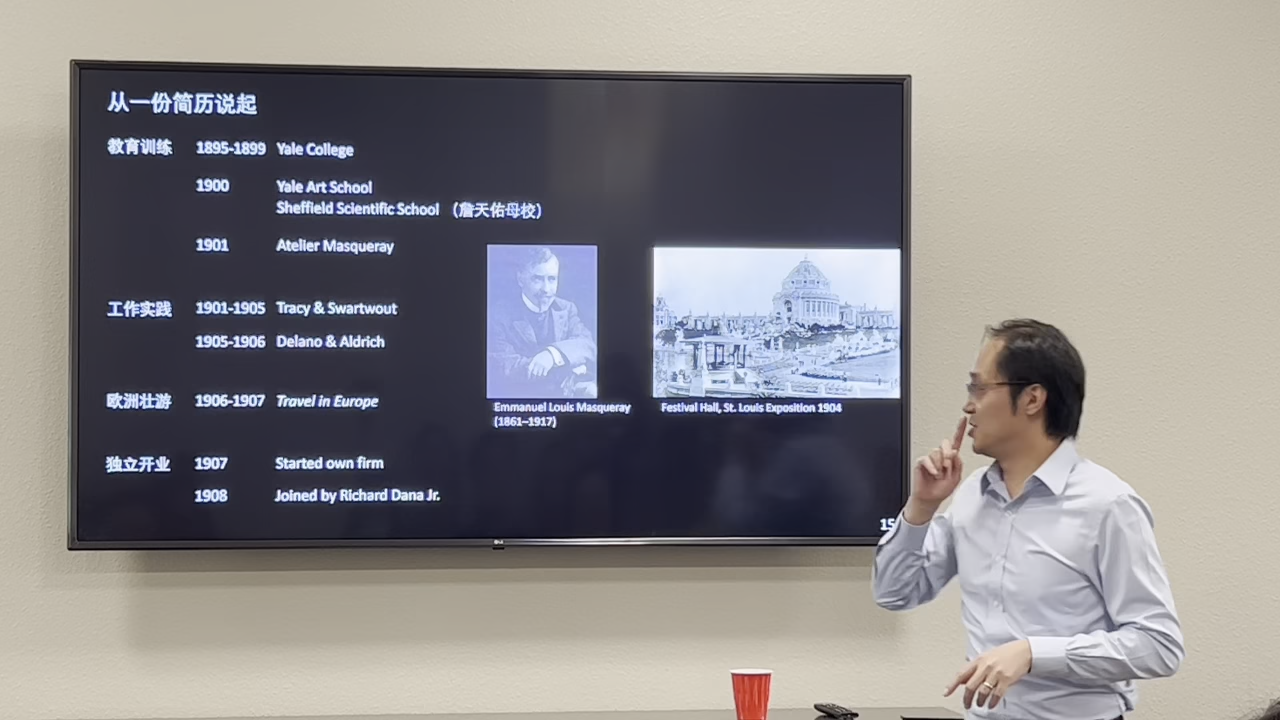 从一份简历说起
教育训练 1895-1899 Yale College
1900 Yale Art School
Sheffield Scientific School （詹天佑母校）
1901 Atelier Masqueray
工作实践 1901-1905 Tracy & Swartwout
1905-1906 Delano & Aldrich
欧洲壮游 1906-1907 Travel in Europe
独立开业 1907 Started own firm
1908 Joined by Richard Dana Jr.
Emmanuel Louis Masqueray
(1861–1917)
Festival Hall, St. Louis Exposition 1904
15
LG